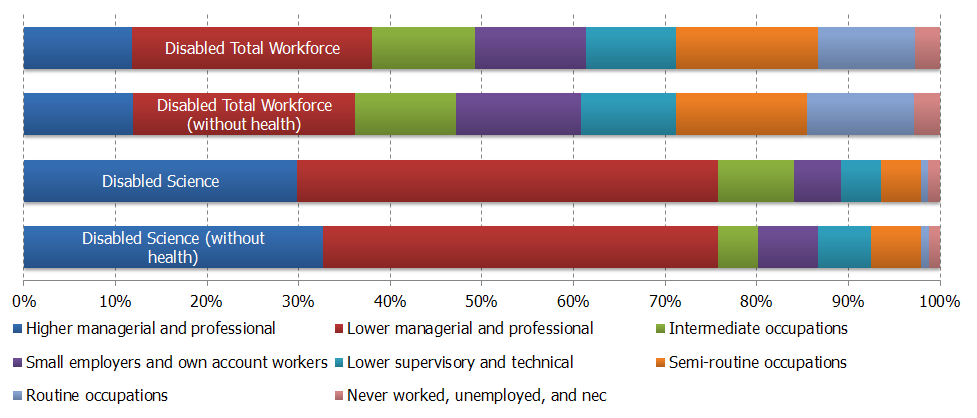 Disabled Total Workforce
Disabled Total Workforce
(without health)
Disabled Science
Disabled Science (without
health)
0% 10% 20% 30% 40% 50% 60% 70% 80% 90% 100%
Higher managerial and professional Lower managerial and professional Intermediate occupations
Small employers and own account workers Lower supervisory and technical Semi-routine occupations
Routine occupations Never worked, unemployed, and nec